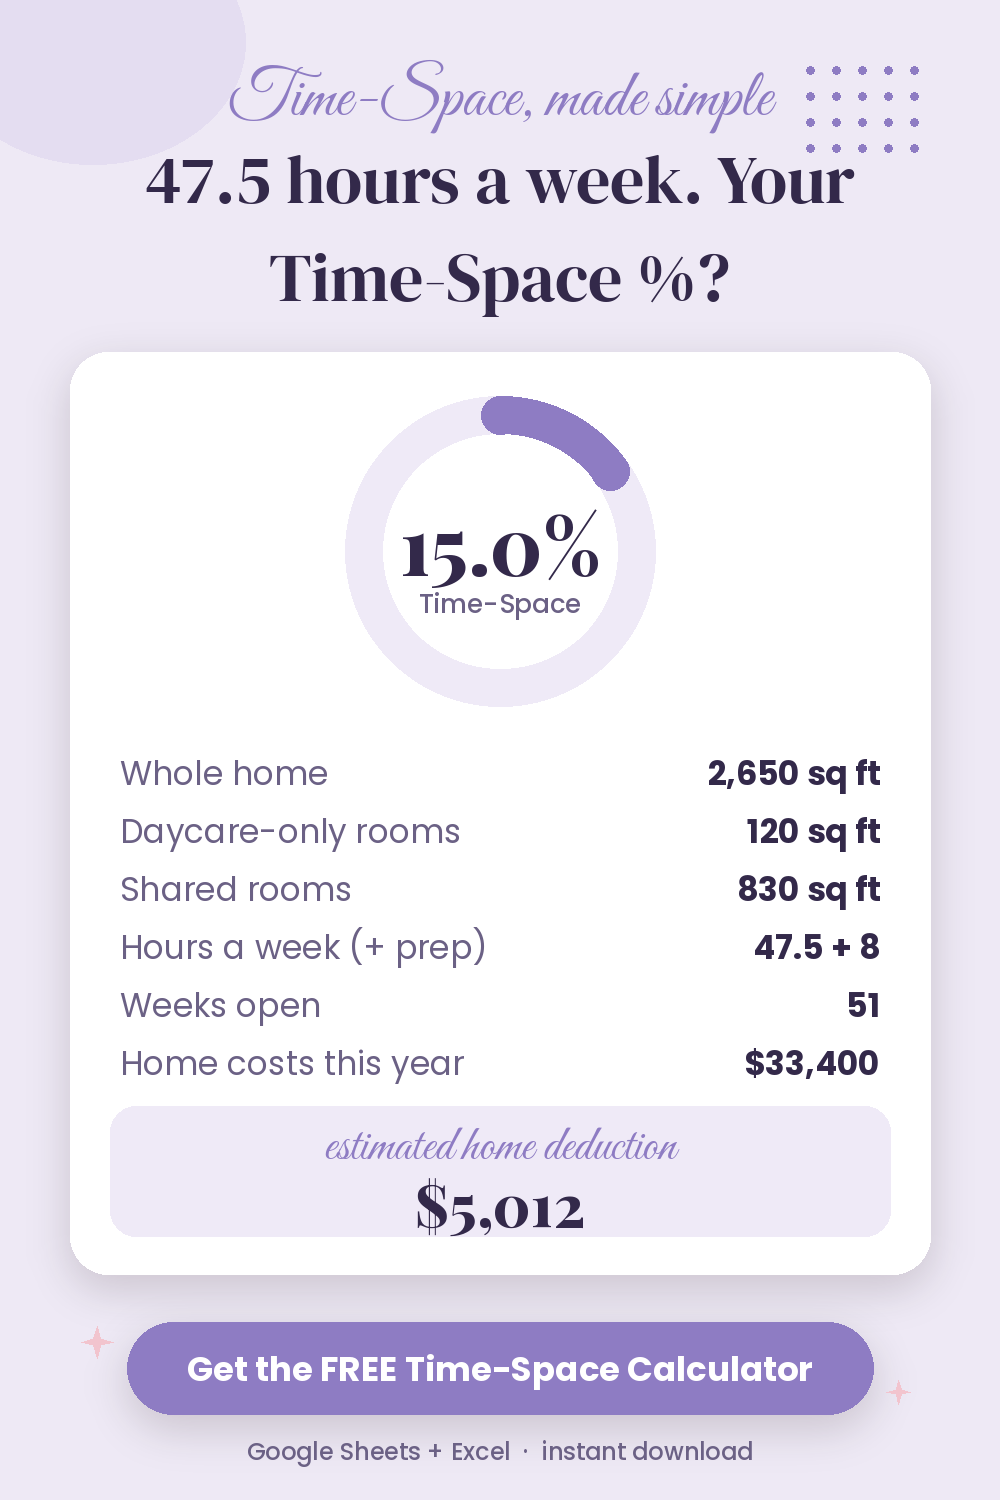 Time-Space, made simple
47.5 hours a week. Your
Time-Space %?
15.0%
Time-Space
Whole home 2,650 sq ft
Daycare-only rooms 120 sq ft
Shared rooms 830 sq ft
Hours a week (+ prep) 47.5 + 8
Weeks open 51
Home costs this year $33,400
estimated home deduction
$5,012
Get the FREE Time-Space Calculator
Google Sheets + Excel · instant download